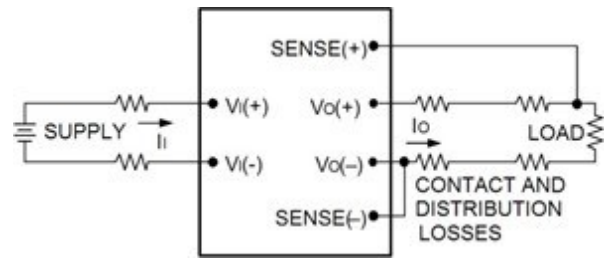 SENSE(+)
VI(+)
VO(+)
SUPPLY
II
IO
LOAD
VI(-)
VO(–)
CONTACT AND
DISTRIBUTION
LOSSES
SENSE(–)